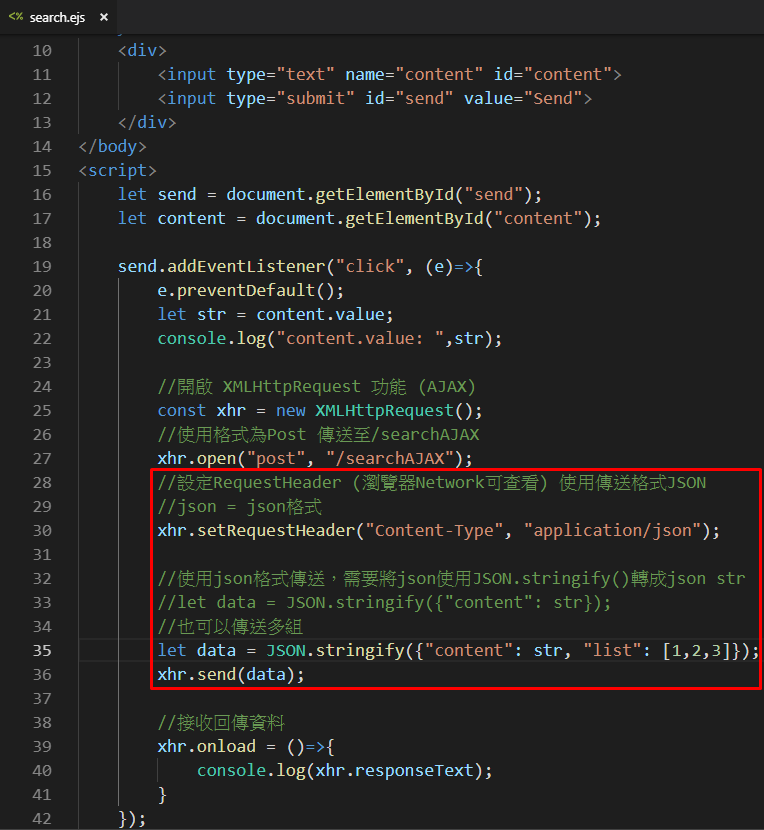 <%  search.ejs  ×
10 <div>
11 <input type="text" name="content" id="content">
12 <input type="submit" id="send" value="Send">
13 </div>
14 </body>
15 <script>
16 let send = document.getElementById("send");
17 let content = document.getElementById("content");
18
19 send.addEventListener("click", (e)=>{
20 e.preventDefault();
21 let str = content.value;
22 console.log("content.value: ",str);
23
24 //開啟 XMLHttpRequest 功能 (AJAX)
25 const xhr = new XMLHttpRequest();
26 //使用格式為Post 傳送至/searchAJAX
27 xhr.open("post", "/searchAJAX");
28 //設定RequestHeader (瀏覽器Network可查看) 使用傳送格式JSON
29 //json = json格式
30 xhr.setRequestHeader("Content-Type", "application/json");
31
32 //使用json格式傳送，需要將json使用JSON.stringify()轉成json str
33 //let data = JSON.stringify({"content": str});
34 //也可以傳送多組
35 let data = JSON.stringify({"content": str, "list": [1,2,3]});
36 xhr.send(data);
37
38 //接收回傳資料
39 xhr.onload = ()=>{
40 console.log(xhr.responseText);
41 }
42 });